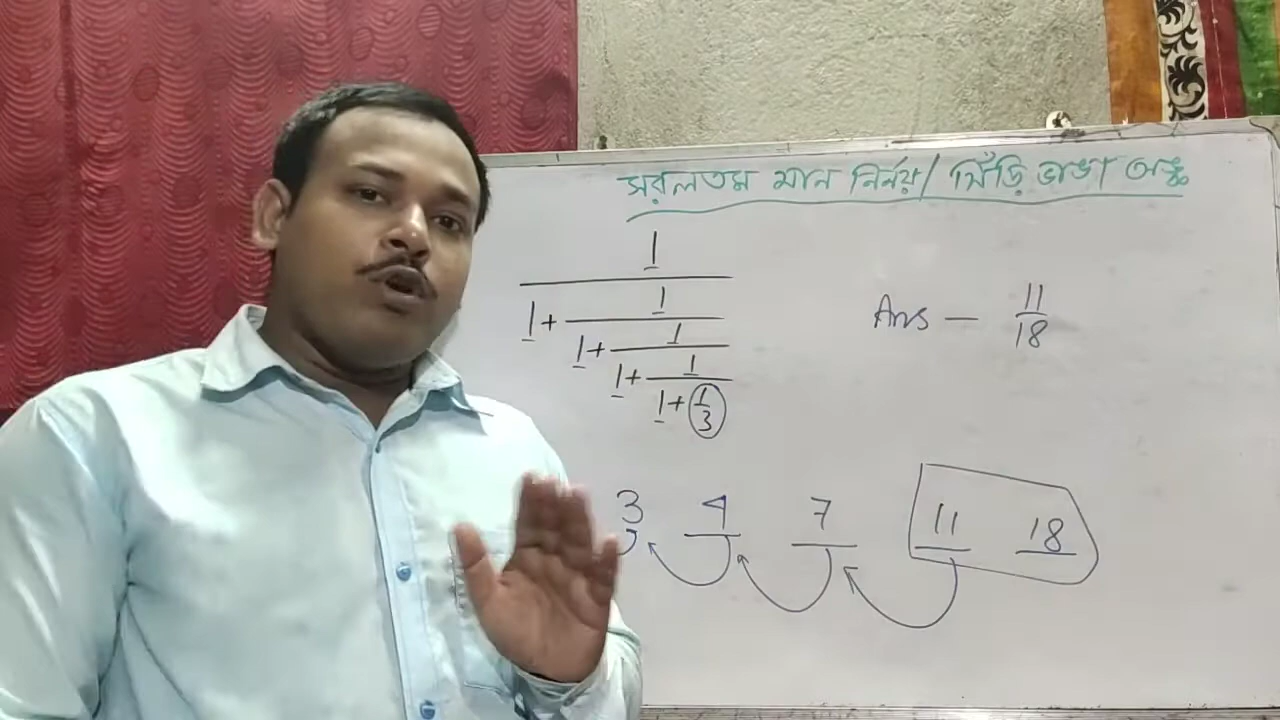 সরলতম মান নির্নয়/ সিঁড়ি ভাঙা অঙ্ক
1
1+ 1
1+ 1
1+ 1
1+ 1/3
Ans — 11/18
3 4 7 11 18